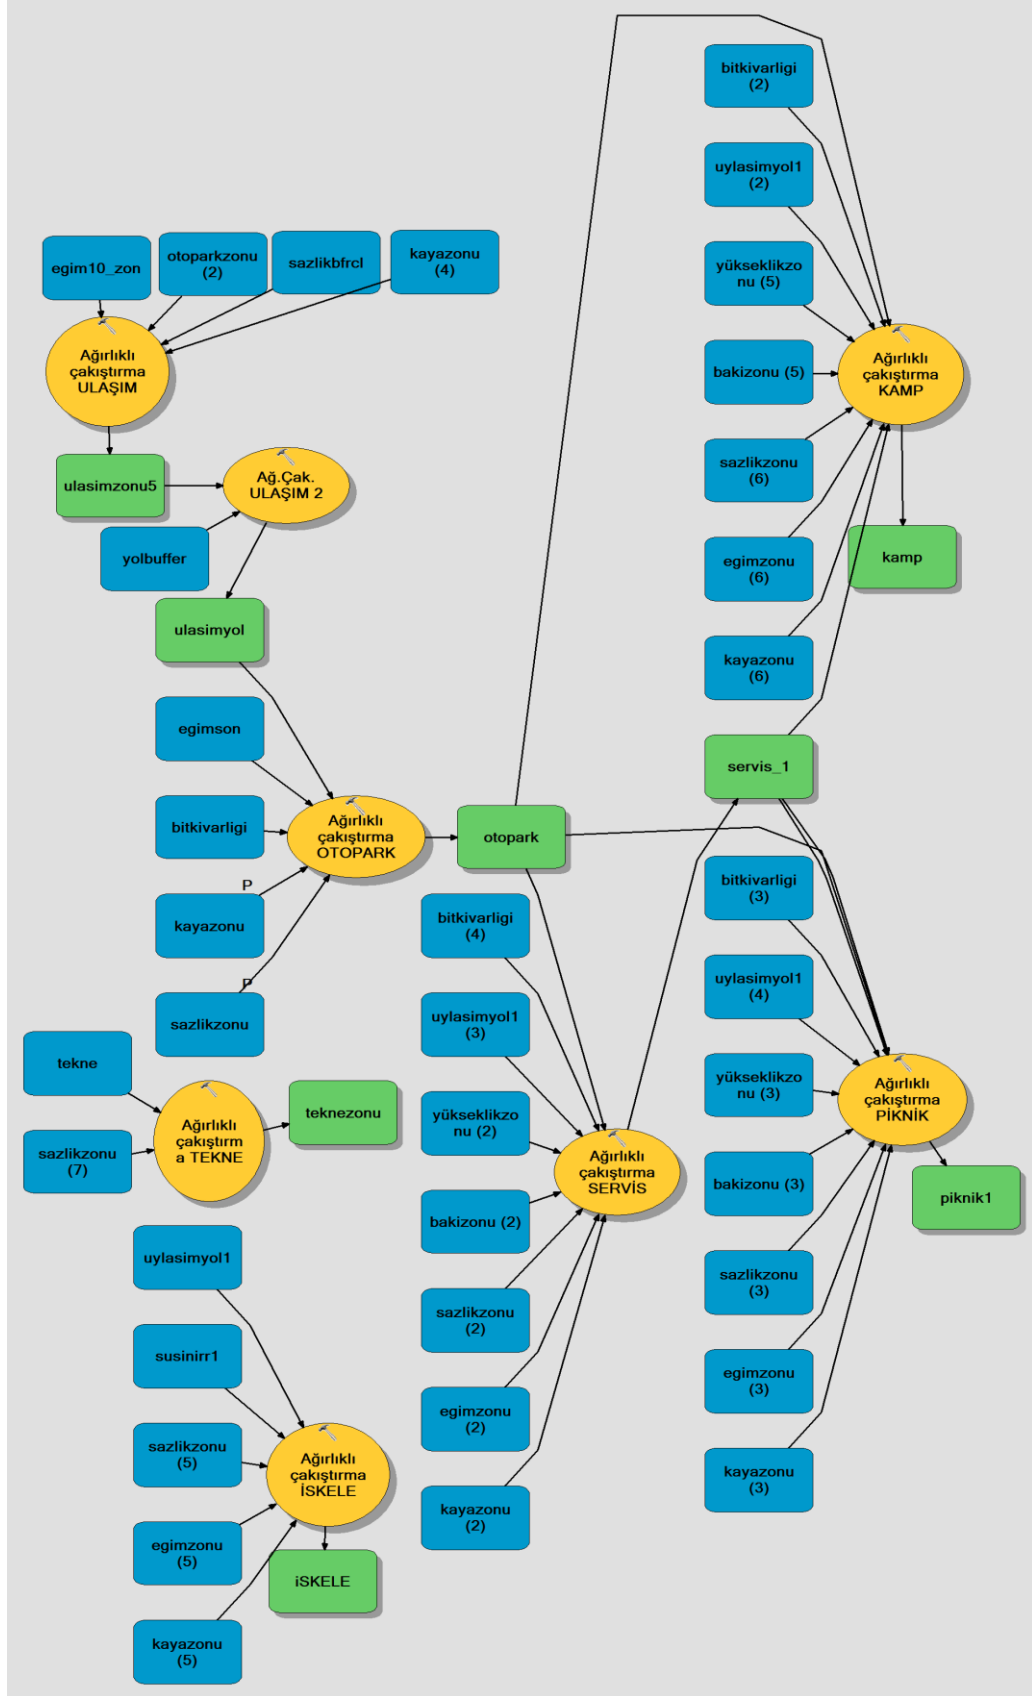 bitkivarligi
(2)
uylasimyol1
(2)
egim10_zon
otoparkzonu
(2)
sazlikbfrcl
kayazonu
(4)
yükseklikzo
nu (5)
Ağırlıklı
çakıştırma
ULAŞIM
bakizonu (5)
Ağırlıklı
çakıştırma
KAMP
sazlikzonu
(6)
ulasimzonu5
Ağ.Çak.
ULAŞIM 2
yolbuffer
egimzonu
(6)
kamp
ulasimyol
kayazonu
(6)
egimson
servis_1
bitkivarligi
Ağırlıklı
çakıştırma
OTOPARK
otopark
P
kayazonu
bitkivarligi
(4)
bitkivarligi
(3)
P
sazlikzonu
uylasimyol1
(3)
uylasimyol1
(4)
tekne
yükseklikzo
nu (2)
yükseklikzo
nu (3)
Ağırlıklı
çakıştırma
PİKNİK
Ağırlıklı
çakıştırm
a TEKNE
teknezonu
sazlikzonu
(7)
Ağırlıklı
çakıştırma
SERVİS
bakizonu (2)
bakizonu (3)
piknik1
uylasimyol1
sazlikzonu
(2)
sazlikzonu
(3)
susinirr1
egimzonu
(2)
egimzonu
(3)
sazlikzonu
(5)
Ağırlıklı
çakıştırma
İSKELE
kayazonu
(2)
kayazonu
(3)
egimzonu
(5)
iSKELE
kayazonu
(5)